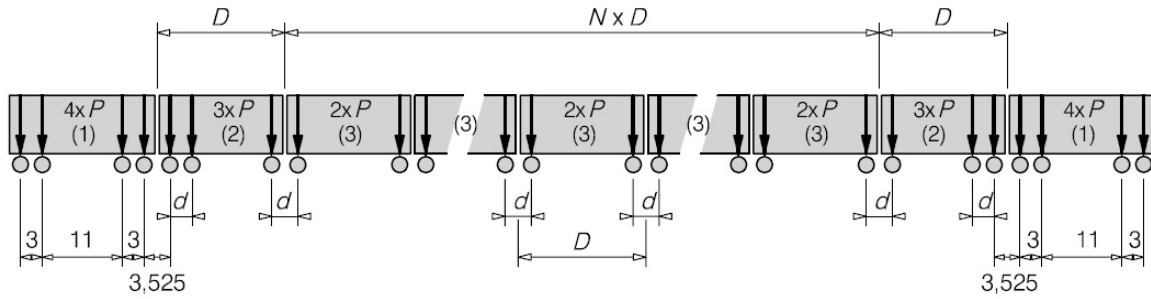 D N x D D
4x P 3x P 2x P 2x P 2x P 3x P 4x P
(1) (2) (3) (3) (3) (3) (3) (2) (1)
d d d d d d
3 11 3 D 3 11 3
3,525 3,525